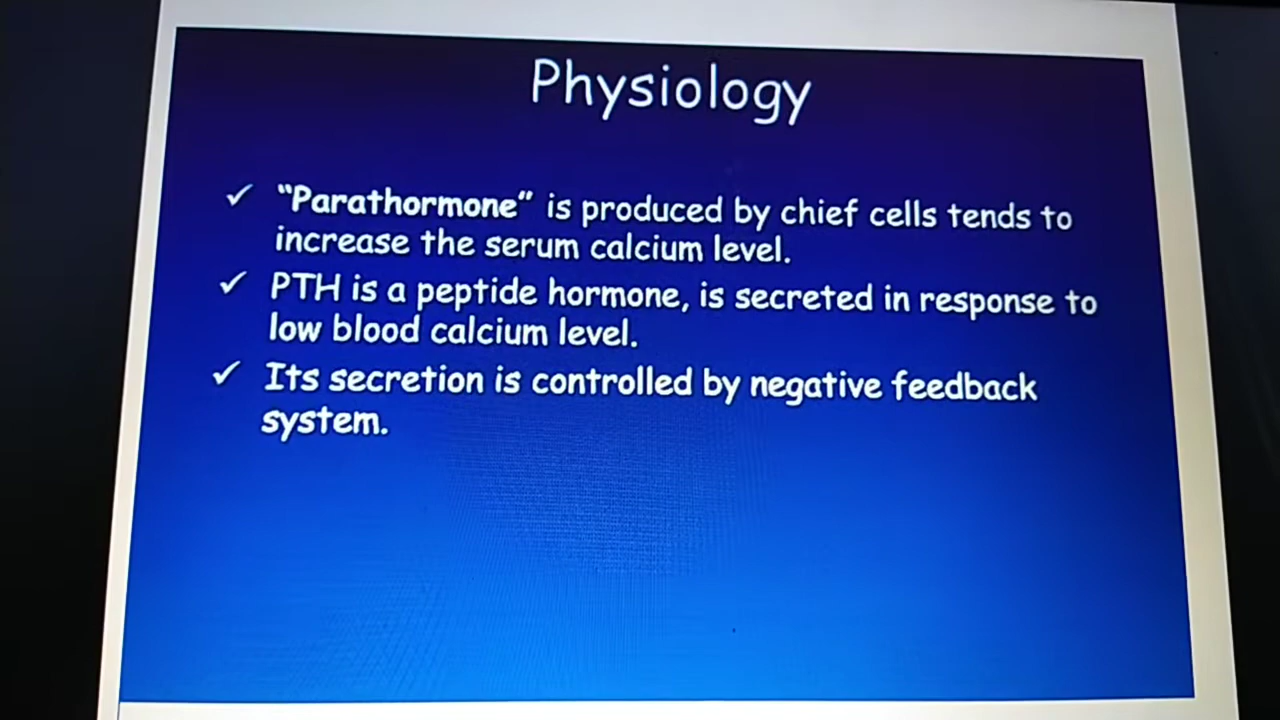 Physiology
✓ “Parathormone” is produced by chief cells tends to
increase the serum calcium level.
✓ PTH is a peptide hormone, is secreted in response to
low blood calcium level.
✓ Its secretion is controlled by negative feedback
system.